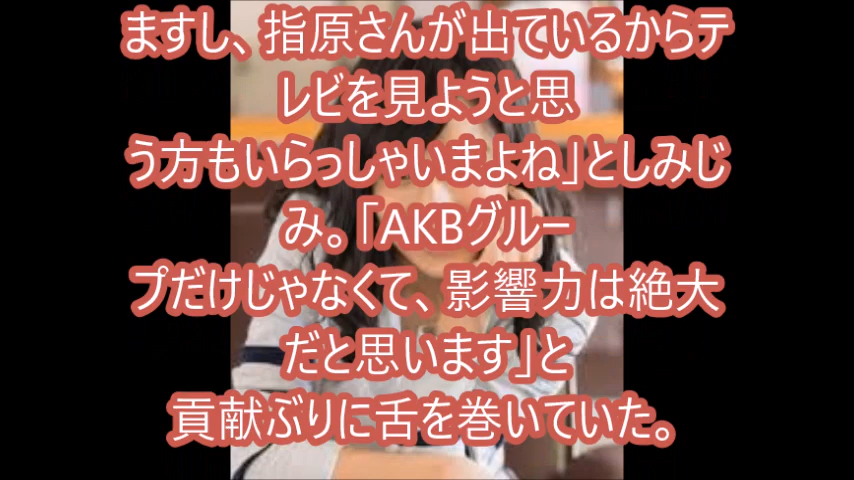 ますし、指原さんが出ているからテ
レビを見ようと思
う方もいらっしゃいまよね」としみじ
み。「AKBグルー
プだけじゃなくて、影響力は絶大
だと思います」と
貢献ぶりに舌を巻いていた。